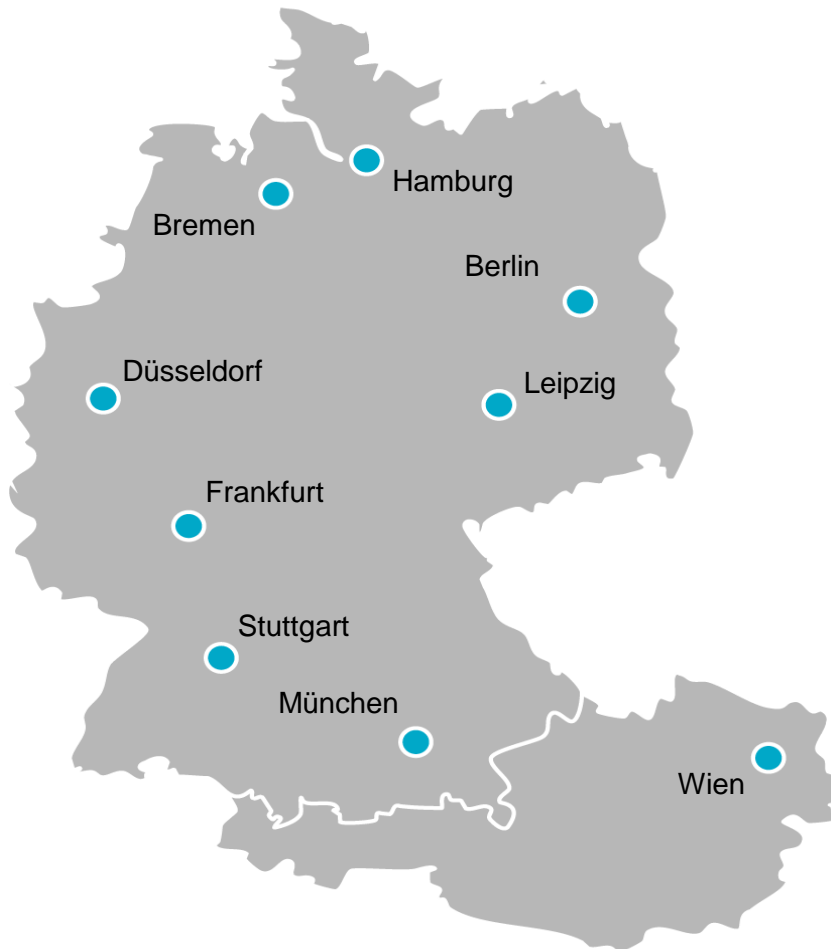 Hamburg
Bremen
Berlin
Düsseldorf
Leipzig
Frankfurt
Stuttgart
München
Wien